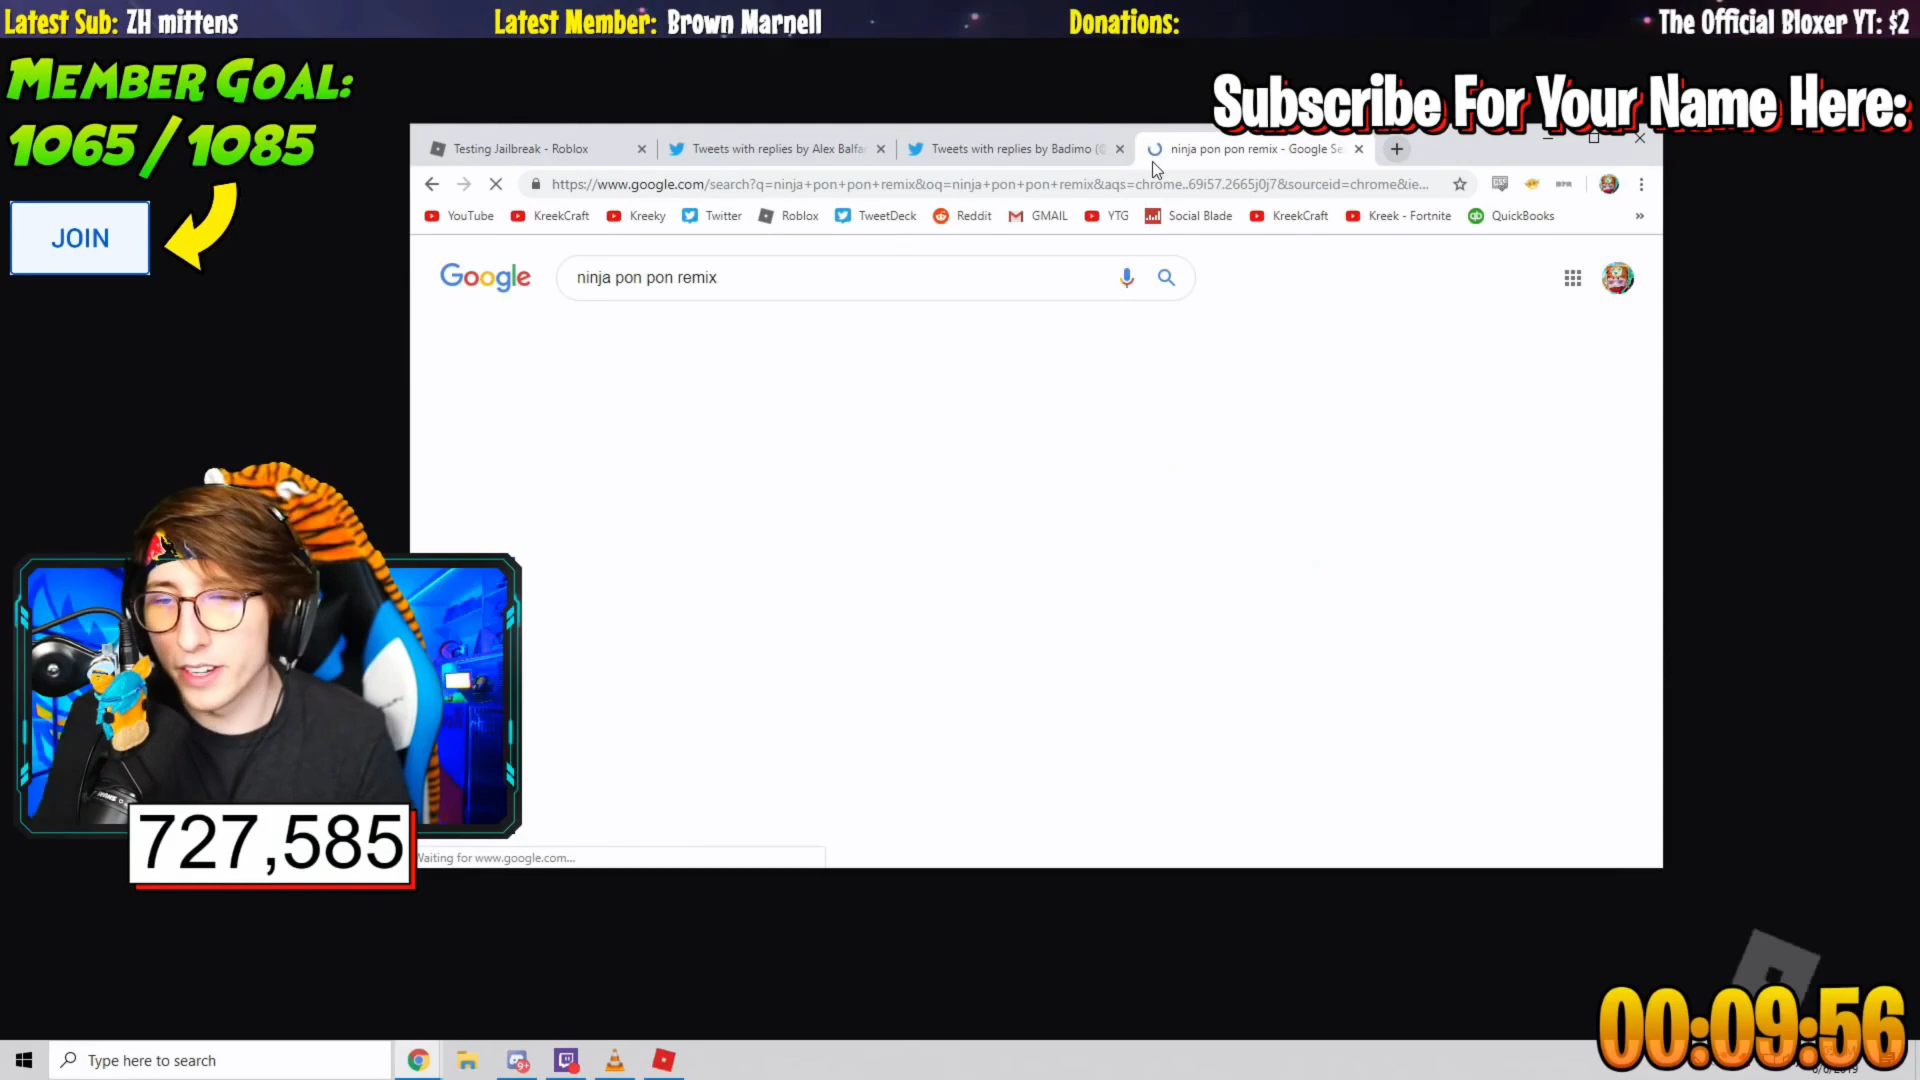 Latest Sub: ZH mittens
Latest Member: Brown Marnell
Donations:
The Official Bloxer YT: $2
MEMBER GOAL:
1065 / 1085
JOIN
Subscribe For Your Name Here:
Testing Jailbreak - Roblox
Tweets with replies by Alex Balfa
Tweets with replies by Badimo (@
ninja pon pon remix - Google Se
https://www.google.com/search?q=ninja+pon+pon+remix&oq=ninja+pon+pon+remix&aqs=chrome..69i57.2665j0j7&sourceid=chrome&ie...
YouTube
KreekCraft
Kreeky
Twitter
Roblox
TweetDeck
Reddit
GMAIL
YTG
Social Blade
KreekCraft
Kreek - Fortnite
QuickBooks
»
Google
ninja pon pon remix
727,585
Waiting for www.google.com...
00:09:56
Type here to search
9+